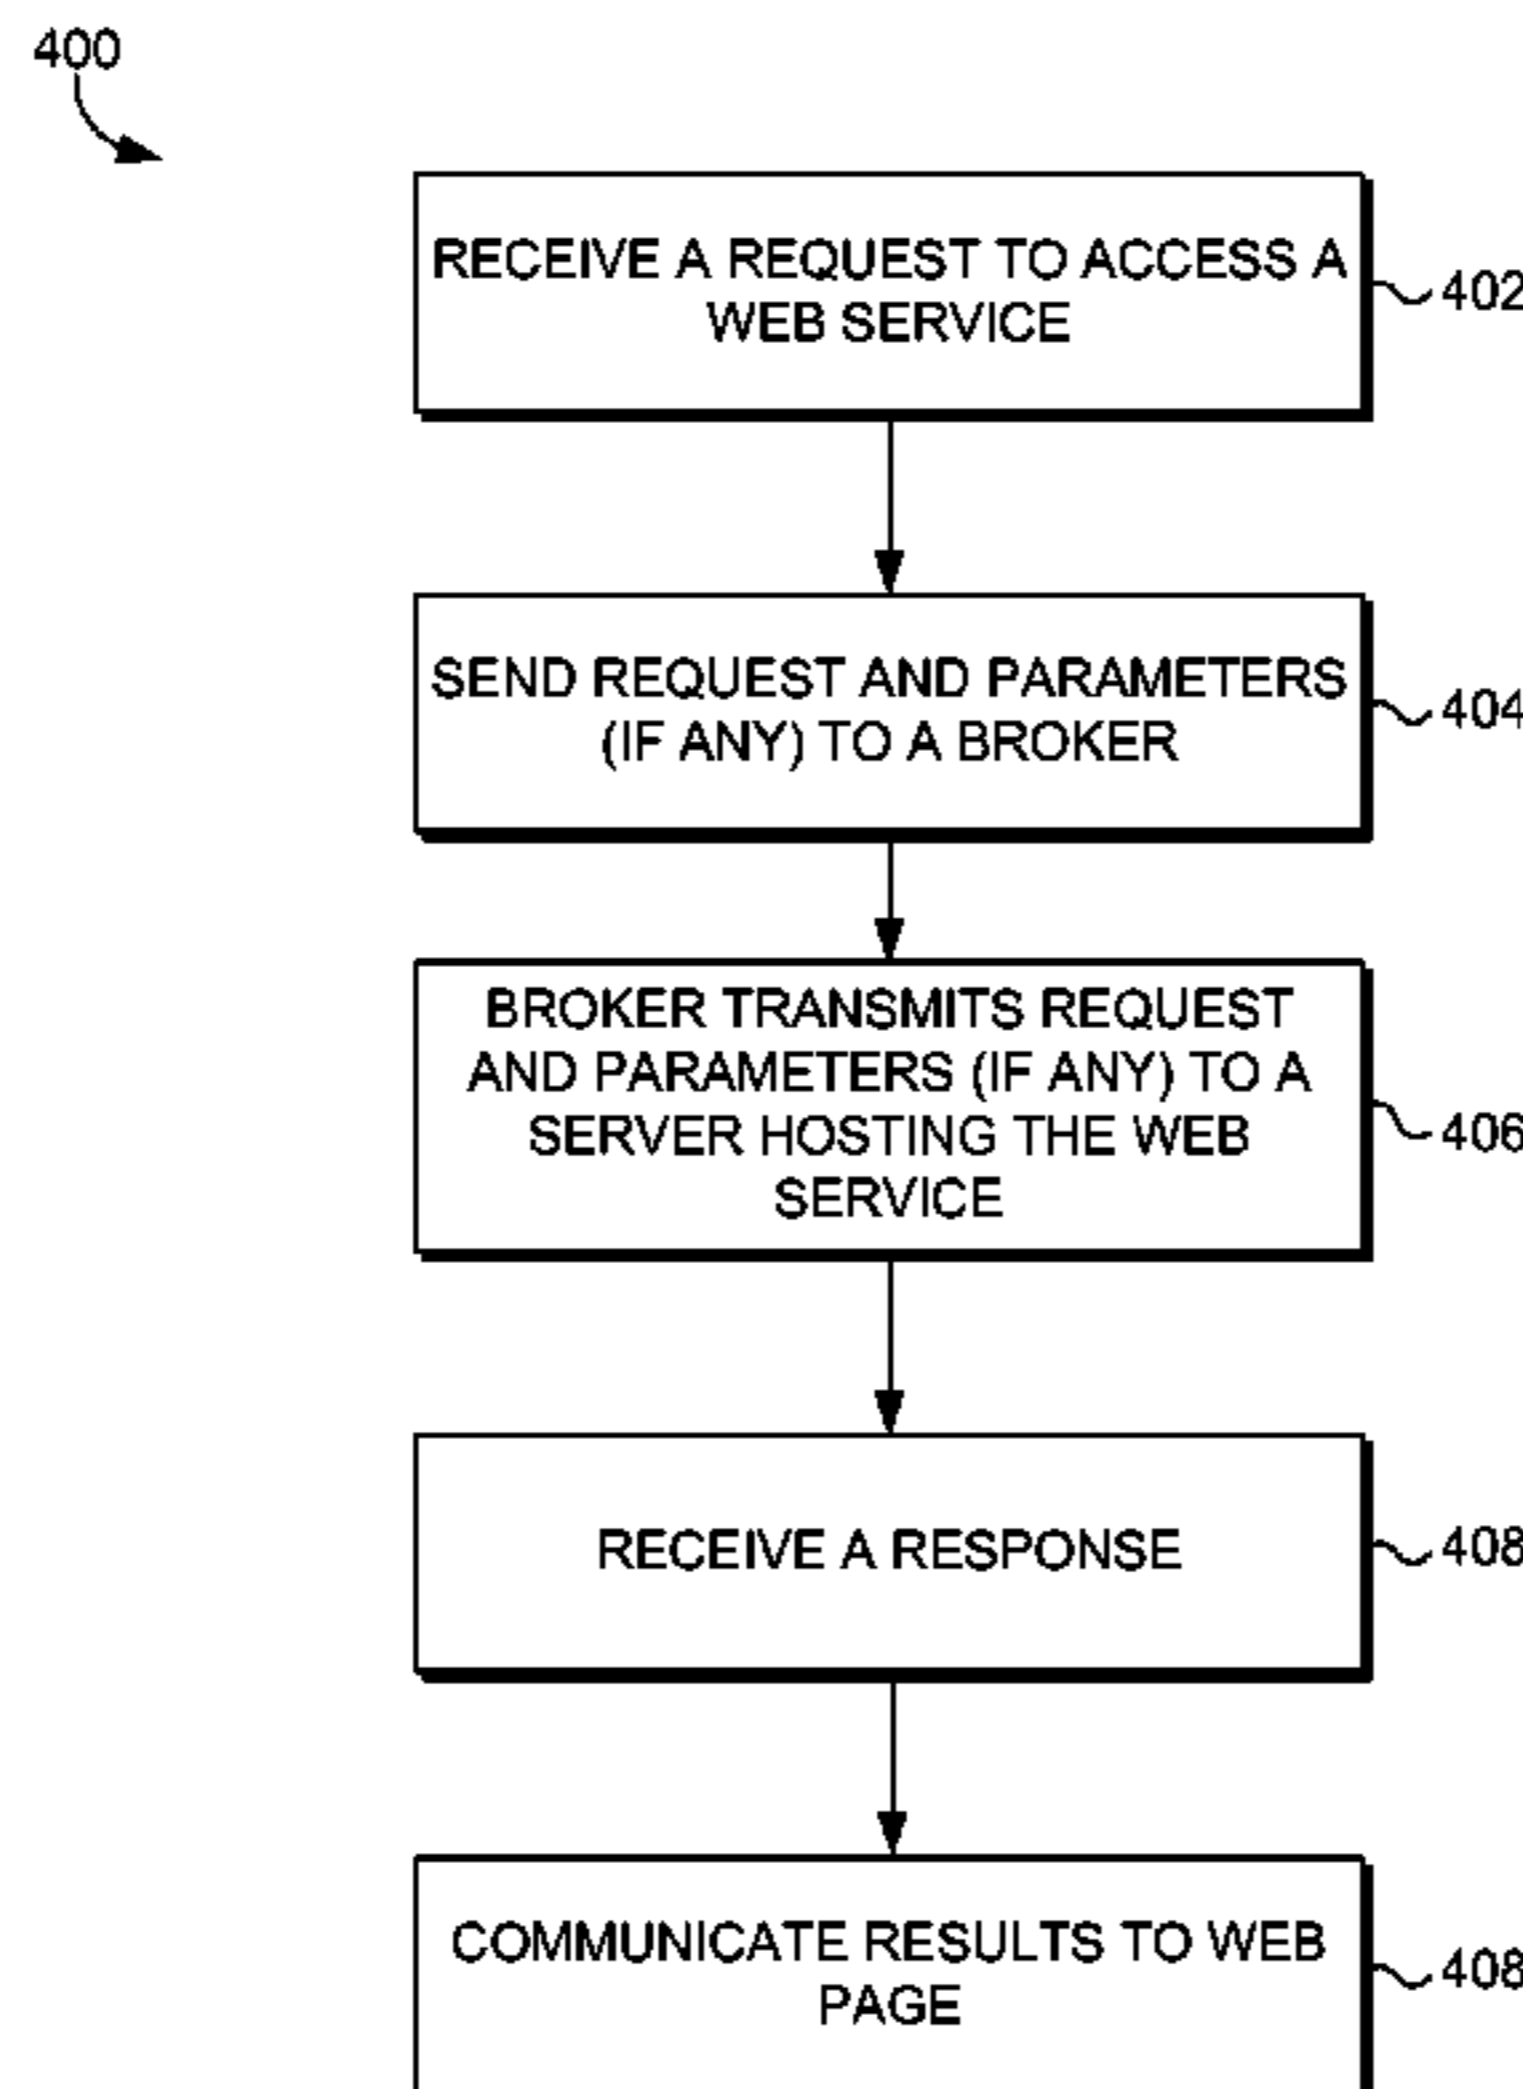 400
RECEIVE A REQUEST TO ACCESS A
WEB SERVICE
402
SEND REQUEST AND PARAMETERS
(IF ANY) TO A BROKER
404
BROKER TRANSMITS REQUEST
AND PARAMETERS (IF ANY) TO A
SERVER HOSTING THE WEB
SERVICE
406
RECEIVE A RESPONSE
408
COMMUNICATE RESULTS TO WEB
PAGE
408